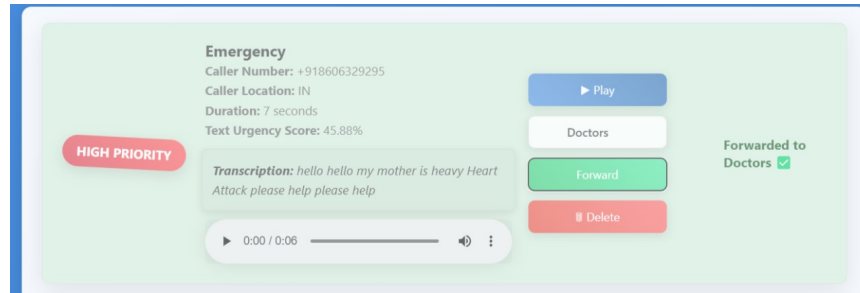 HIGH PRIORITY
Emergency
Caller Number: +918606329295
Caller Location: IN
Duration: 7 seconds
Text Urgency Score: 45.88%
Transcription: hello hello my mother is heavy Heart
Attack please help please help
0:00 / 0:06
Play
Doctors
Forward
Delete
Forwarded to
Doctors ✅